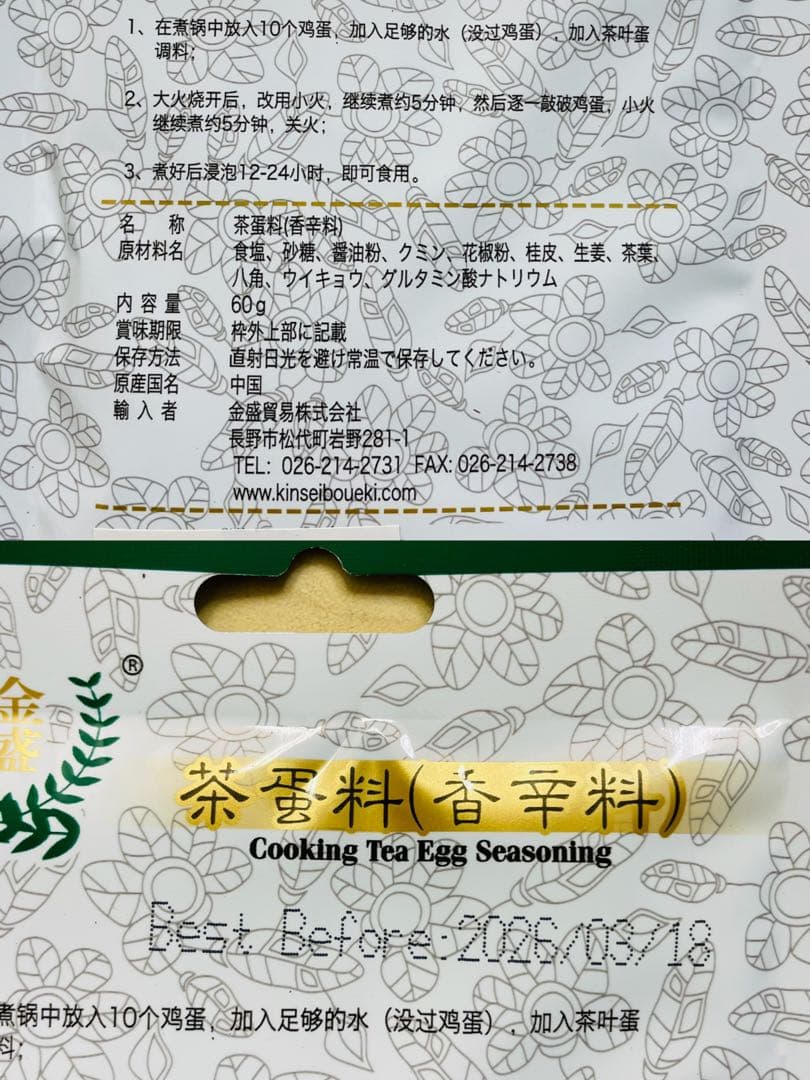 1、在煮锅中放入10个鸡蛋，加入足够的水（没过鸡蛋），加入茶叶蛋
调料；
2、大火烧开后，改用小火，继续煮约5分钟，然后逐一敲破鸡蛋，小火
继续煮约5分钟，关火；
3、煮好后浸泡12-24小时，即可食用。
名　称　茶蛋料(香辛料)
原材料名　食塩、砂糖、醤油粉、クミン、花椒粉、桂皮、生姜、茶葉、
八角、ウイキョウ、グルタミン酸ナトリウム
内容量　60g
賞味期限　枠外上部に記載
保存方法　直射日光を避け常温で保存してください。
原産国名　中国
輸入者　金盛貿易株式会社
長野市松代町岩野281-1
TEL: 026-214-2731 FAX: 026-214-2738
www.kinseiboueki.com
®
金
盛
茶蛋料(香辛料)
Cooking Tea Egg Seasoning
Best Before:2026/03/18
煮锅中放入10个鸡蛋，加入足够的水（没过鸡蛋），加入茶叶蛋
料；